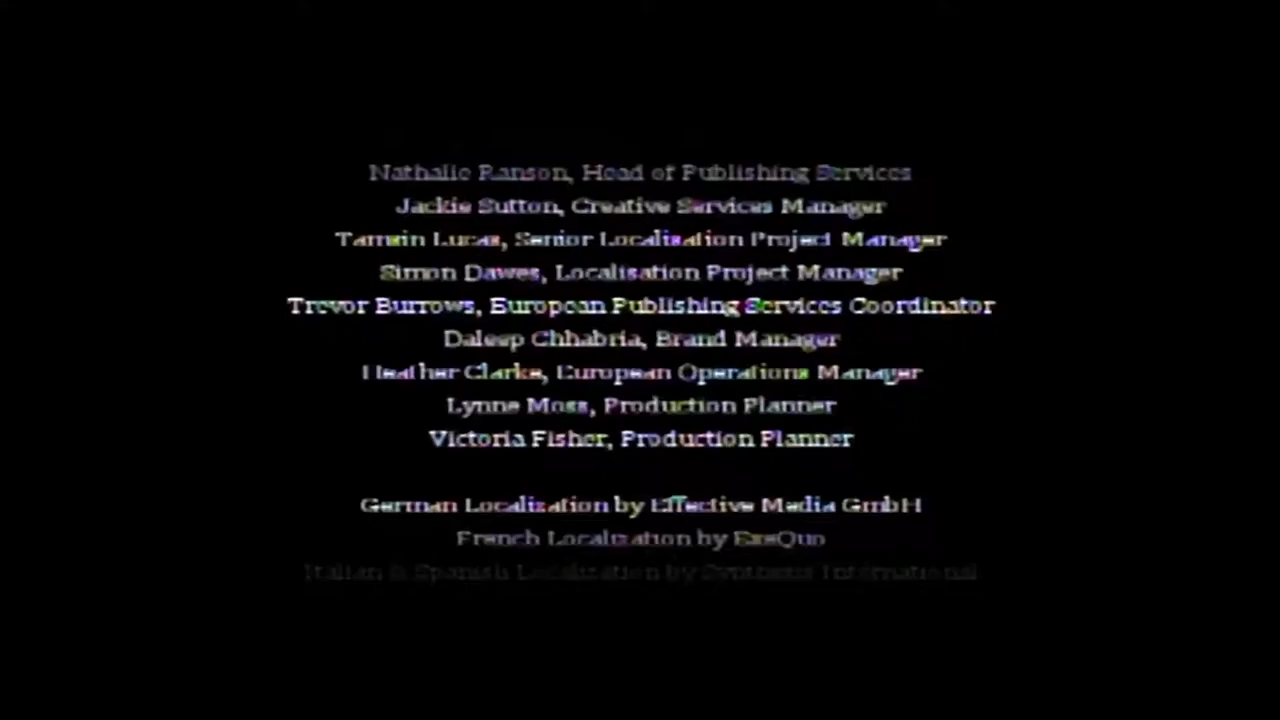 Nathalie Ranson, Head of Publishing Services
Jackie Sutton, Creative Services Manager
Tamsin Lucas, Senior Localisation Project Manager
Simon Dawes, Localisation Project Manager
Trevor Burrows, European Publishing Services Coordinator
Daleep Chhabria, Brand Manager
Heather Clarke, European Operations Manager
Lynne Moss, Production Planner
Victoria Fisher, Production Planner
German Localization by Effective Media GmbH
French Localization by ExeQuo
Italian & Spanish Localization by Synthesis International